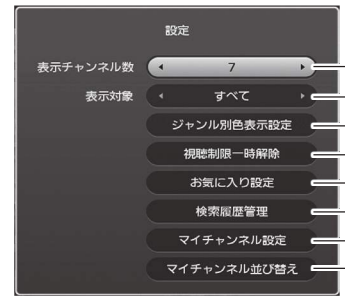 設定
表示チャンネル数 7
表示対象 すべて
ジャンル別色表示設定
視聴制限一時解除
お気に入り設定
検索履歴管理
マイチャンネル設定
マイチャンネル並び替え